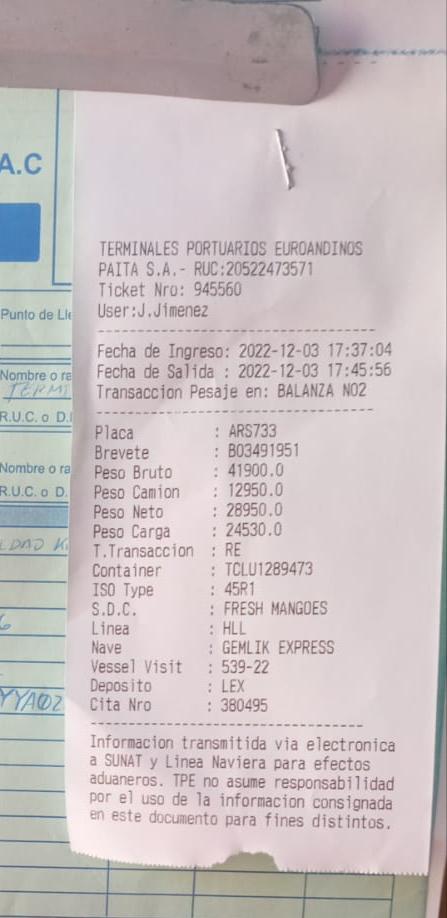 A.C
Punto de Lle
Nombre o ra
TERMI
R.U.C. o D.I
Nombre o ra
R.U.C. o D.
TERMINALES PORTUARIOS EUROANDINOS
PAITA S.A.- RUC:20522473571
Ticket Nro: 945560
User:J.Jimenez
Fecha de Ingreso: 2022-12-03 17:37:04
Fecha de Salida : 2022-12-03 17:45:56
Transaccion Pesaje en: BALANZA NO2
Placa : ARS733
Brevete : B03491951
Peso Bruto : 41900.0
Peso Camion : 12950.0
Peso Neto : 28950.0
Peso Carga : 24530.0
T.Transaccion : RE
Container : TCLU1289473
ISO Type : 45R1
S.D.C. : FRESH MANGOES
Linea : HLL
Nave : GEMLIK EXPRESS
Vessel Visit : 539-22
Deposito : LEX
Cita Nro : 380495
Informacion transmitida via electronica
a SUNAT y Linea Naviera para efectos
aduaneros. TPE no asume responsabilidad
por el uso de la informacion consignada
en este documento para fines distintos.